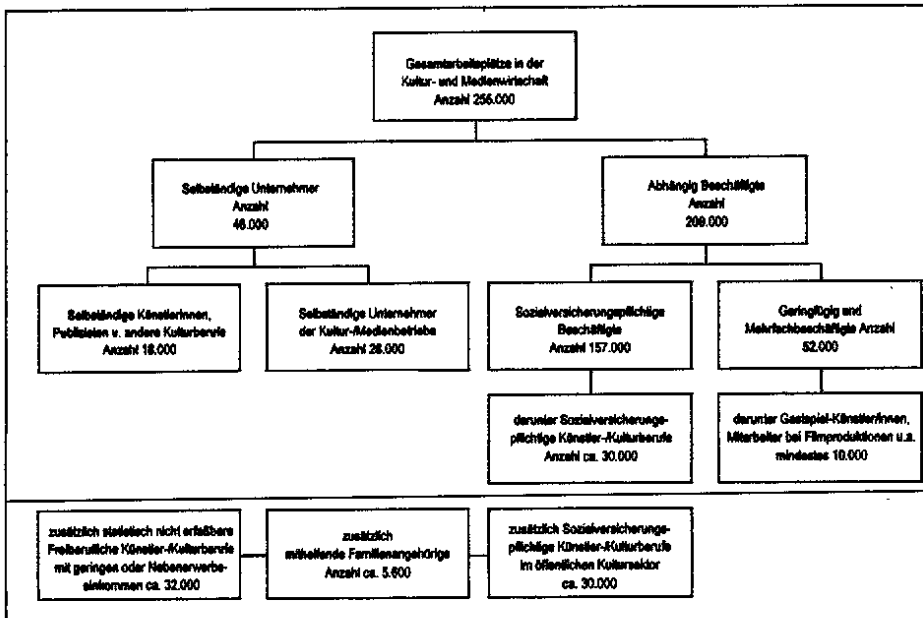 Gesamtarbeitsplätze in der
Kultur- und Medienwirtschaft
Anzahl 255.000
Selbständige Unternehmer
Anzahl
46.000
Abhängig Beschäftigte
Anzahl
209.000
Selbständige KünstlerInnen,
Publizisten u. andere Kulturberufe
Anzahl 18.000
Selbständige Unternehmer
der Kultur-/Medienbetriebe
Anzahl 28.000
Sozialversicherungspflichtige
Beschäftigte
Anzahl 157.000
Geringfügig und
Mehrfachbeschäftigte Anzahl
52.000
darunter Sozialversicherungs-
pflichtige Künstler-/Kulturberufe
Anzahl ca. 30.000
darunter Gastspiel-Künstler/innen,
Mitarbeiter bei Filmproduktionen u.a.
mindestes 10.000
zusätzlich statistisch nicht erfaßbare
Freiberufliche Künstler-/Kulturberufe
mit geringen oder Nebenerwerbs-
einkommen ca. 32.000
zusätzlich
mithelfende Familienangehörige
Anzahl ca. 5.600
zusätzlich Sozialversicherungs-
pflichtige Künstler-/Kulturberufe
im öffentlichen Kultursektor
ca. 30.000